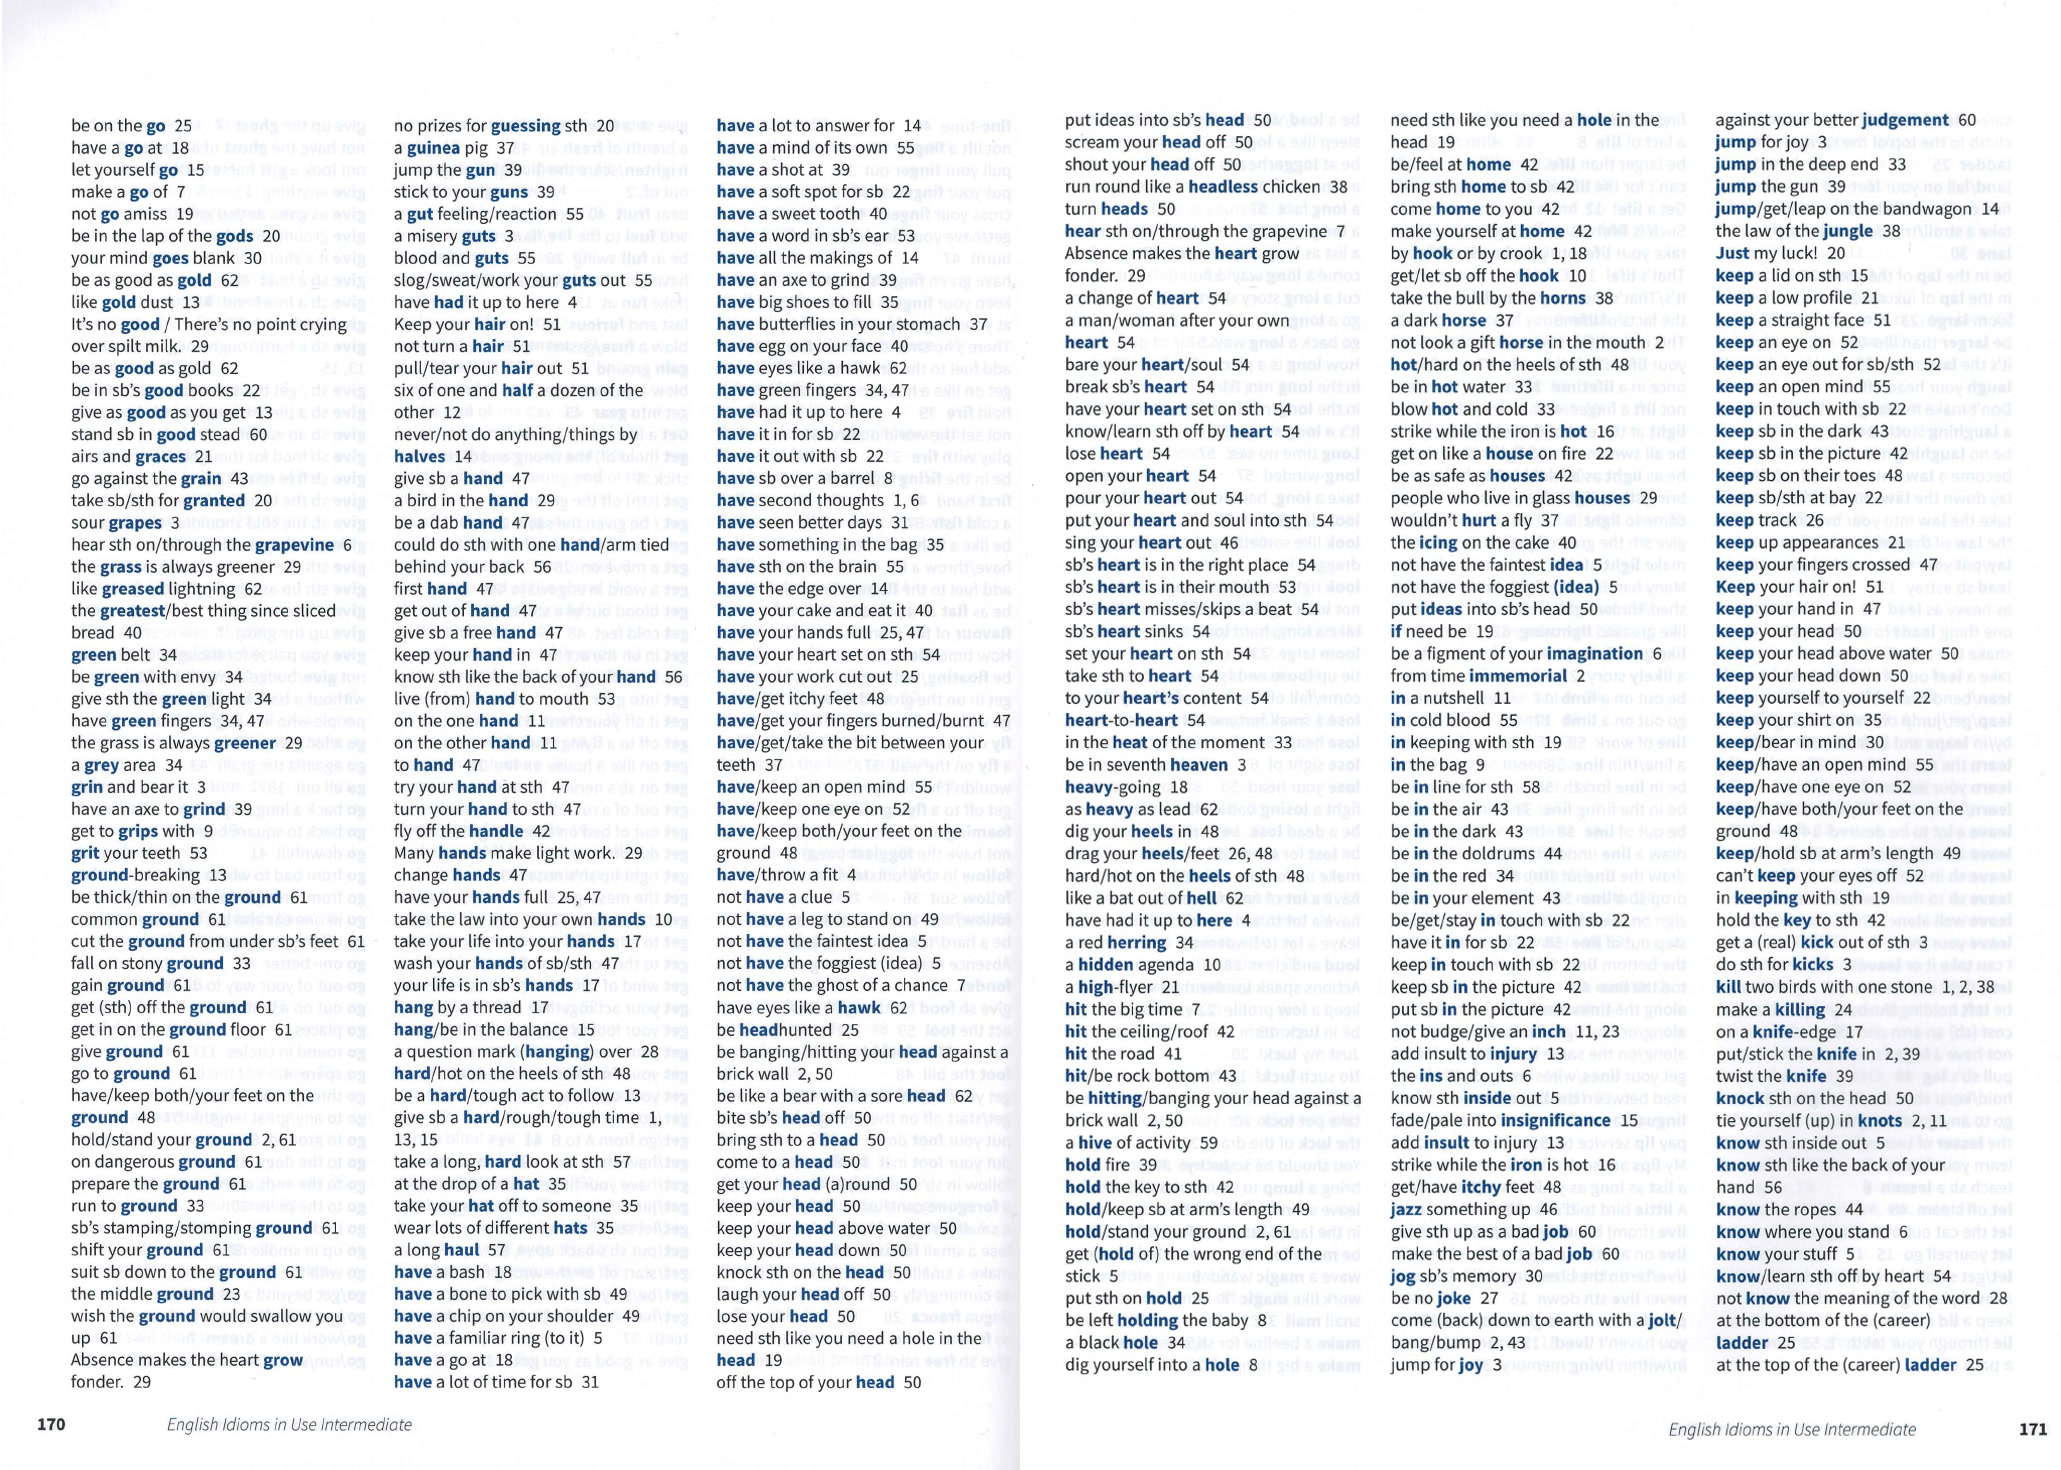 be on the go 25
have a go at 18
let yourself go 15
make a go of 7
not go amiss 19
be in the lap of the gods 20
your mind goes blank 30
be as good as gold 62
like gold dust 13
It's no good / There's no point crying
over spilt milk. 29
be as good as gold 62
be in sb's good books 22
give as good as you get 13
stand sb in good stead 60
airs and graces 21
go against the grain 43
take sb/sth for granted 20
sour grapes 3
hear sth on/through the grapevine 6
the grass is always greener 29
like greased lightning 62
the greatest/best thing since sliced
bread 40
green belt 34
be green with envy 34
give sth the green light 34
have green fingers 34, 47
the grass is always greener 29
a grey area 34
grin and bear it 3
have an axe to grind 39
get to grips with 9
grit your teeth 53
ground-breaking 13
be thick/thin on the ground 61
common ground 61
cut the ground from under sb's feet 61
fall on stony ground 33
gain ground 61
get (sth) off the ground 61
get in on the ground floor 61
give ground 61
go to ground 61
have/keep both/your feet on the
ground 48
hold/stand your ground 2, 61
on dangerous ground 61
prepare the ground 61
run to ground 33
sb's stamping/stomping ground 61
shift your ground 61
suit sb down to the ground 61
the middle ground 23
wish the ground would swallow you
up 61
Absence makes the heart grow
fonder. 29
no prizes for guessing sth 20
a guinea pig 37
jump the gun 39
stick to your guns 39
a gut feeling/reaction 55
a misery guts 3
blood and guts 55
slog/sweat/work your guts out 55
have had it up to here 4
Keep your hair on! 51
not turn a hair 51
pull/tear your hair out 51
six of one and half a dozen of the
other 12
never/not do anything/things by
halves 14
give sb a hand 47
a bird in the hand 29
be a dab hand 47
could do sth with one hand/arm tied
behind your back 56
first hand 47
get out of hand 47
give sb a free hand 47
keep your hand in 47
know sth like the back of your hand 56
live (from) hand to mouth 53
on the one hand 11
on the other hand 11
to hand 47
try your hand at sth 47
turn your hand to sth 47
fly off the handle 42
Many hands make light work. 29
change hands 47
have your hands full 25, 47
take the law into your own hands 10
take your life into your hands 17
wash your hands of sb/sth 47
your life is in sb's hands 17
hang by a thread 17
hang/be in the balance 15
a question mark (hanging) over 28
hard/hot on the heels of sth 48
be a hard/tough act to follow 13
give sb a hard/rough/tough time 1,
13, 15
take a long, hard look at sth 57
at the drop of a hat 35
take your hat off to someone 35
wear lots of different hats 35
a long haul 57
have a bash 18
have a bone to pick with sb 49
have a chip on your shoulder 49
have a familiar ring (to it) 5
have a go at 18
have a lot of time for sb 31
have a lot to answer for 14
have a mind of its own 55
have a shot at 39
have a soft spot for sb 22
have a sweet tooth 40
have a word in sb's ear 53
have all the makings of 14
have an axe to grind 39
have big shoes to fill 35
have butterflies in your stomach 37
have egg on your face 40
have eyes like a hawk 62
have green fingers 34, 47
have had it up to here 4
have it in for sb 22
have it out with sb 22
have sb over a barrel 8
have second thoughts 1, 6
have seen better days 31
have something in the bag 35
have sth on the brain 55
have the edge over 14
have your cake and eat it 40
have your hands full 25, 47
have your heart set on sth 54
have your work cut out 25
have/get itchy feet 48
have/get your fingers burned/burnt 47
have/get/take the bit between your
teeth 37
have/keep an open mind 55
have/keep one eye on 52
have/keep both/your feet on the
ground 48
have/throw a fit 4
not have a clue 5
not have a leg to stand on 49
not have the faintest idea 5
not have the foggiest (idea) 5
not have the ghost of a chance 7
have eyes like a hawk 62
be headhunted 25
be banging/hitting your head against a
brick wall 2, 50
be like a bear with a sore head 62
bite sb's head off 50
bring sth to a head 50
come to a head 50
get your head (a)round 50
keep your head 50
keep your head above water 50
keep your head down 50
knock sth on the head 50
laugh your head off 50
lose your head 50
need sth like you need a hole in the
head 19
off the top of your head 50
170 English Idioms in Use Intermediate
put ideas into sb's head 50
scream your head off 50
shout your head off 50
run round like a headless chicken 38
turn heads 50
hear sth on/through the grapevine 7
Absence makes the heart grow
fonder. 29
a change of heart 54
a man/woman after your own
heart 54
bare your heart/soul 54
break sb's heart 54
have your heart set on sth 54
know/learn sth off by heart 54
lose heart 54
open your heart 54
pour your heart out 54
put your heart and soul into sth 54
sing your heart out 46
sb's heart is in the right place 54
sb's heart is in their mouth 53
sb's heart misses/skips a beat 54
sb's heart sinks 54
set your heart on sth 54
take sth to heart 54
to your heart's content 54
heart-to-heart 54
in the heat of the moment 33
be in seventh heaven 3
heavy-going 18
as heavy as lead 62
dig your heels in 48
drag your heels/feet 26, 48
hard/hot on the heels of sth 48
like a bat out of hell 62
have had it up to here 4
a red herring 34
a hidden agenda 10
a high-flyer 21
hit the big time 7
hit the ceiling/roof 42
hit the road 41
hit/be rock bottom 43
be hitting/banging your head against a
brick wall 2, 50
a hive of activity 59
hold fire 39
hold the key to sth 42
hold/keep sb at arm's length 49
hold/stand your ground 2, 61
get (hold of) the wrong end of the
stick 5
put sth on hold 25
be left holding the baby 8
a black hole 34
dig yourself into a hole 8
need sth like you need a hole in the
head 19
be/feel at home 42
bring sth home to sb 42
come home to you 42
make yourself at home 42
by hook or by crook 1, 18
get/let sb off the hook 10
take the bull by the horns 38
a dark horse 37
not look a gift horse in the mouth 2
hot/hard on the heels of sth 48
be in hot water 33
blow hot and cold 33
strike while the iron is hot 16
get on like a house on fire 22
be as safe as houses 42
people who live in glass houses 29
wouldn't hurt a fly 37
the icing on the cake 40
not have the faintest idea 5
not have the foggiest (idea) 5
put ideas into sb's head 50
if need be 19
be a figment of your imagination 6
from time immemorial 2
in a nutshell 11
in cold blood 55
in keeping with sth 19
in the bag 9
be in line for sth 58
be in the air 43
be in the dark 43
be in the doldrums 44
be in the red 34
be in your element 43
be/get/stay in touch with sb 22
have it in for sb 22
keep in touch with sb 22
keep sb in the picture 42
put sb in the picture 42
not budge/give an inch 11, 23
add insult to injury 13
the ins and outs 6
know sth inside out 5
fade/pale into insignificance 15
add insult to injury 13
strike while the iron is hot 16
get/have itchy feet 48
jazz something up 46
give sth up as a bad job 60
make the best of a bad job 60
jog sb's memory 30
be no joke 27
come (back) down to earth with a jolt/
bang/bump 2, 43
jump for joy 3
against your better judgement 60
jump for joy 3
jump in the deep end 33
jump the gun 39
jump/get/leap on the bandwagon 14
the law of the jungle 38
Just my luck! 20
keep a lid on sth 15
keep a low profile 21
keep a straight face 51
keep an eye on 52
keep an eye out for sb/sth 52
keep an open mind 55
keep in touch with sb 22
keep sb in the dark 43
keep sb in the picture 42
keep sb on their toes 48
keep sb/sth at bay 22
keep track 26
keep up appearances 21
keep your fingers crossed 47
Keep your hair on! 51
keep your hand in 47
keep your head 50
keep your head above water 50
keep your head down 50
keep yourself to yourself 22
keep your shirt on 35
keep/bear in mind 30
keep/have an open mind 55
keep/have one eye on 52
keep/have both/your feet on the
ground 48
keep/hold sb at arm's length 49
can't keep your eyes off 52
in keeping with sth 19
hold the key to sth 42
get a (real) kick out of sth 3
do sth for kicks 3
kill two birds with one stone 1, 2, 38
make a killing 24
on a knife-edge 17
put/stick the knife in 2, 39
twist the knife 39
knock sth on the head 50
tie yourself (up) in knots 2, 11
know sth inside out 5
know sth like the back of your
hand 56
know the ropes 44
know where you stand 6
know your stuff 5
know/learn sth off by heart 54
not know the meaning of the word 28
at the bottom of the (career)
ladder 25
at the top of the (career) ladder 25
English Idioms in Use Intermediate 171